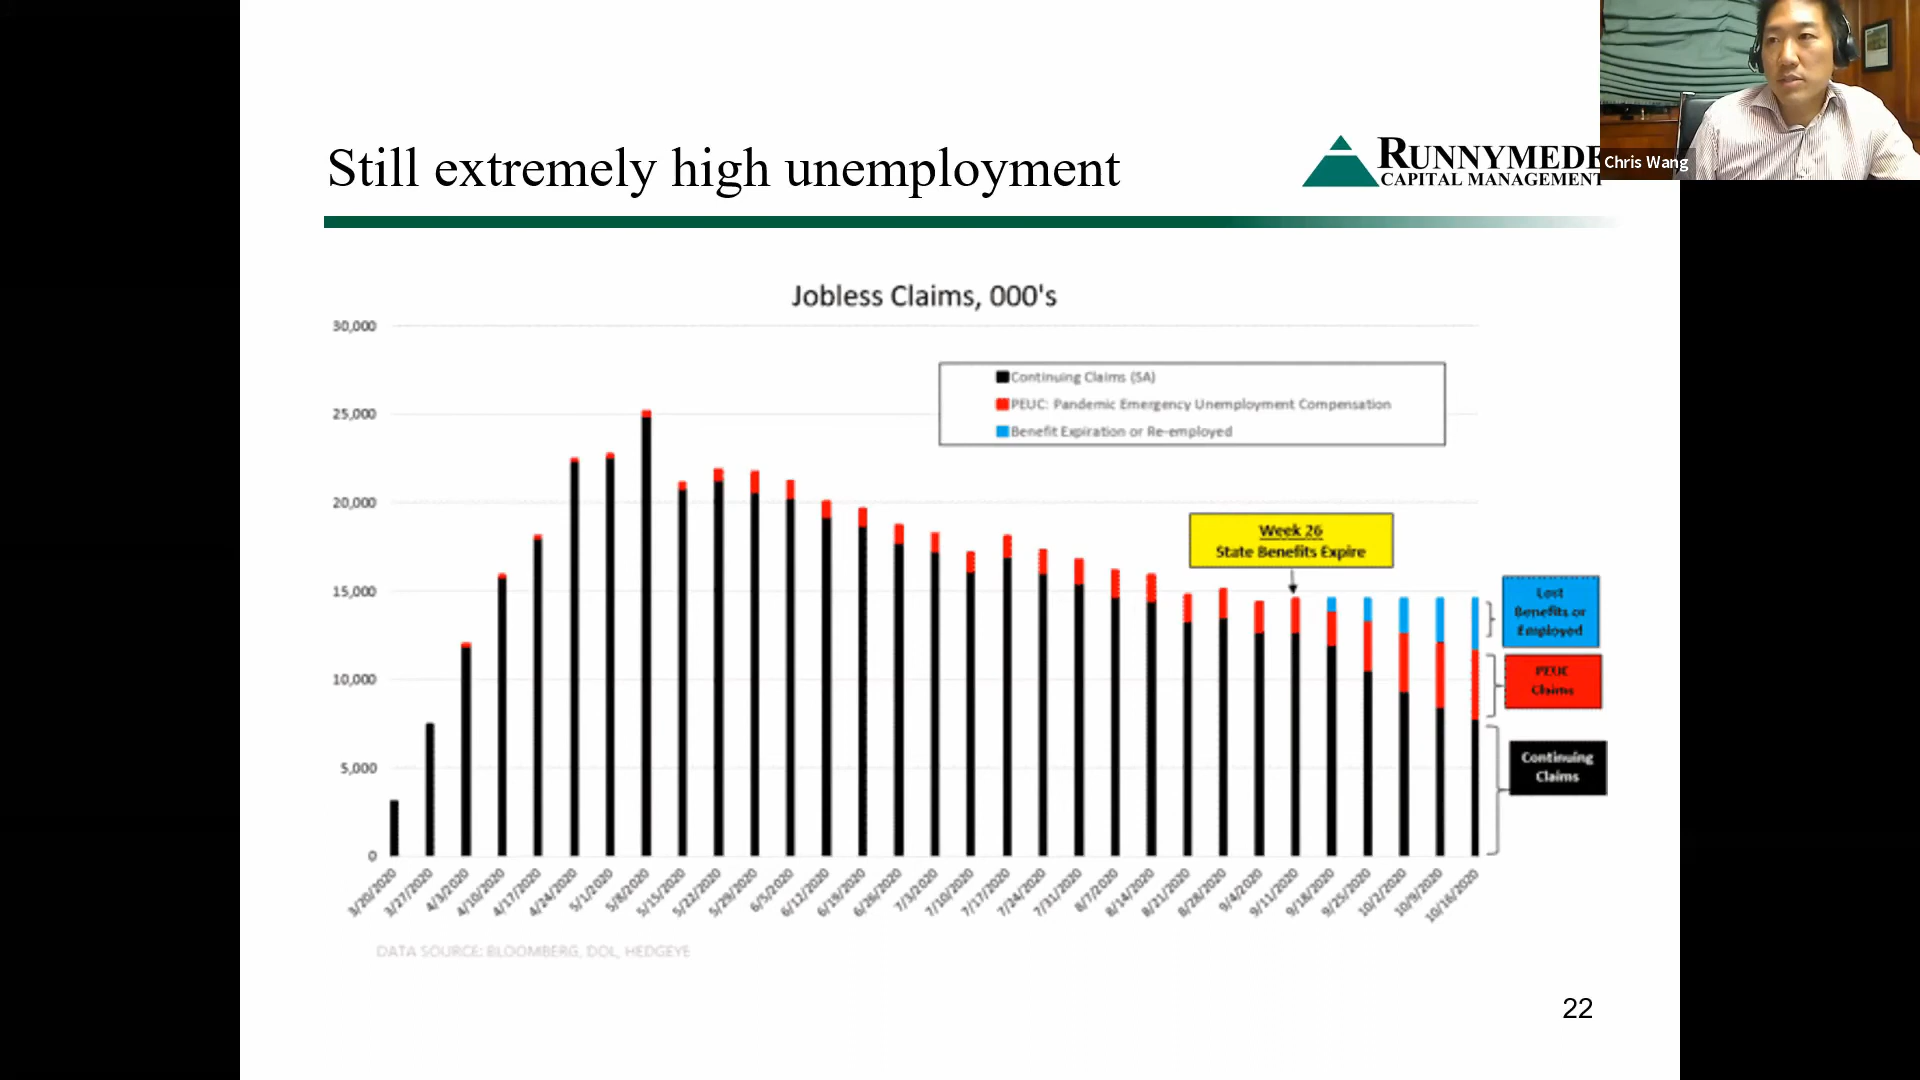 Still extremely high unemployment
RUNNYMEDE
CAPITAL MANAGEMENT
Chris Wang
Jobless Claims, 000's
30,000
25,000
20,000
15,000
10,000
5,000
0
Continuing Claims (SA)
PEUC: Pandemic Emergency Unemployment Compensation
Benefit Expiration or Re-employed
Week 26
State Benefits Expire
Lost
Benefits or
Employed
PEUC
Claims
Continuing
Claims
3/20/2020
3/27/2020
4/3/2020
4/10/2020
4/17/2020
4/24/2020
5/1/2020
5/8/2020
5/15/2020
5/22/2020
5/29/2020
6/5/2020
6/12/2020
6/19/2020
6/26/2020
7/3/2020
7/10/2020
7/17/2020
7/24/2020
7/31/2020
8/7/2020
8/14/2020
8/21/2020
8/28/2020
9/4/2020
9/11/2020
9/18/2020
9/25/2020
10/2/2020
10/9/2020
10/16/2020
DATA SOURCE: BLOOMBERG, DOL, HEDGEYE
22